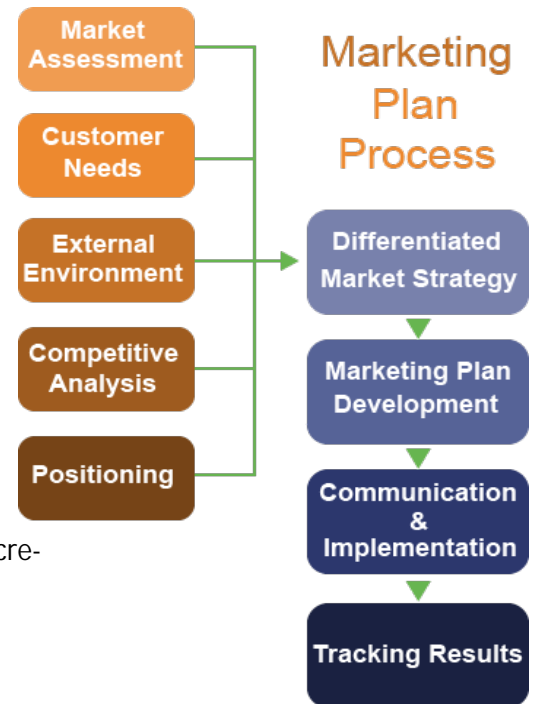 Marketing
Plan
Process
Market
Assessment
Customer
Needs
External
Environment
Competitive
Analysis
Positioning
cre-
Differentiated
Market Strategy
Marketing Plan
Development
Communication
&
Implementation
Tracking Results